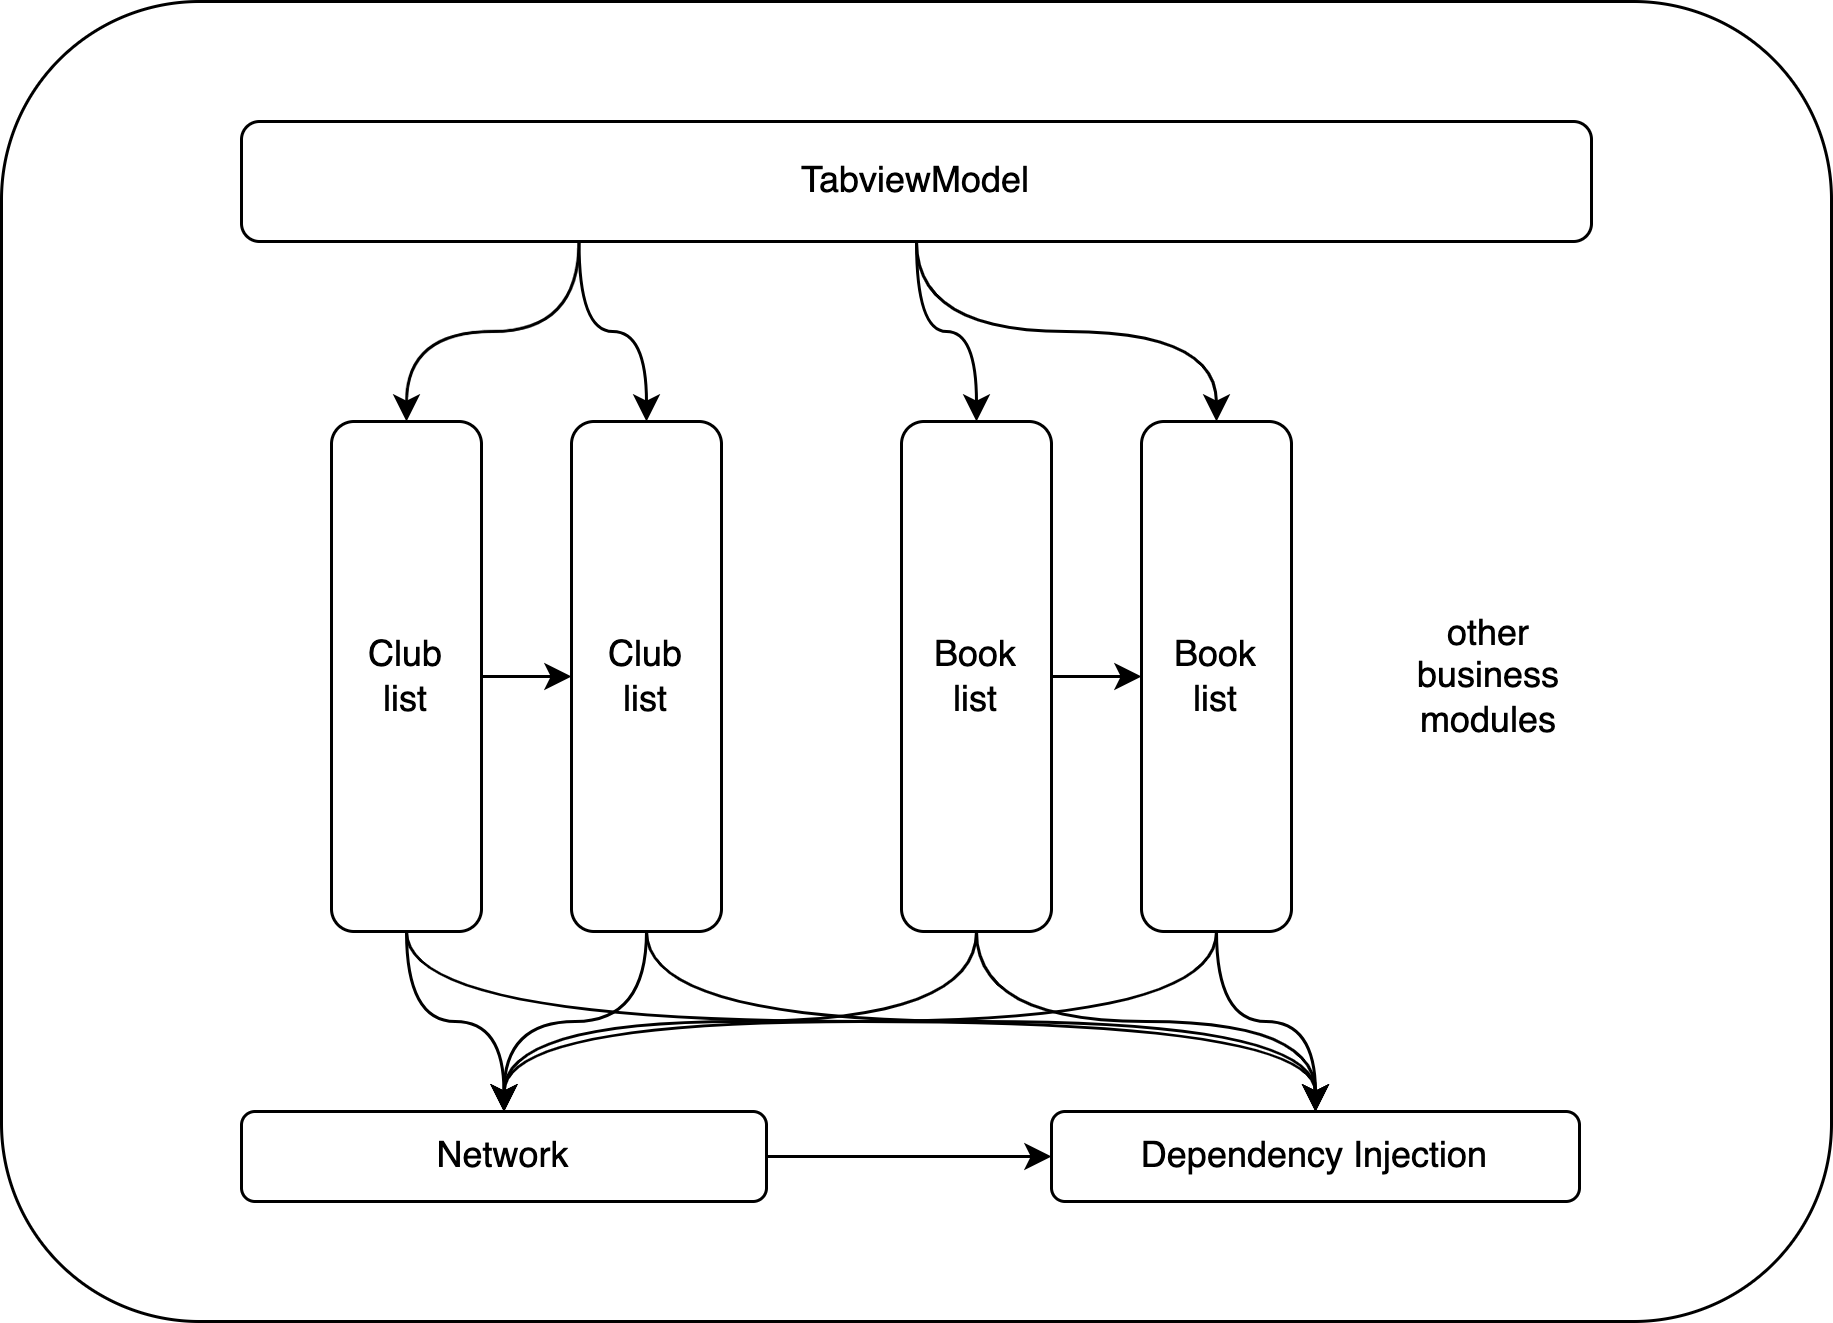 TabviewModel
Club
list
Club
list
Book
list
Book
list
other
business
modules
Network
Dependency Injection